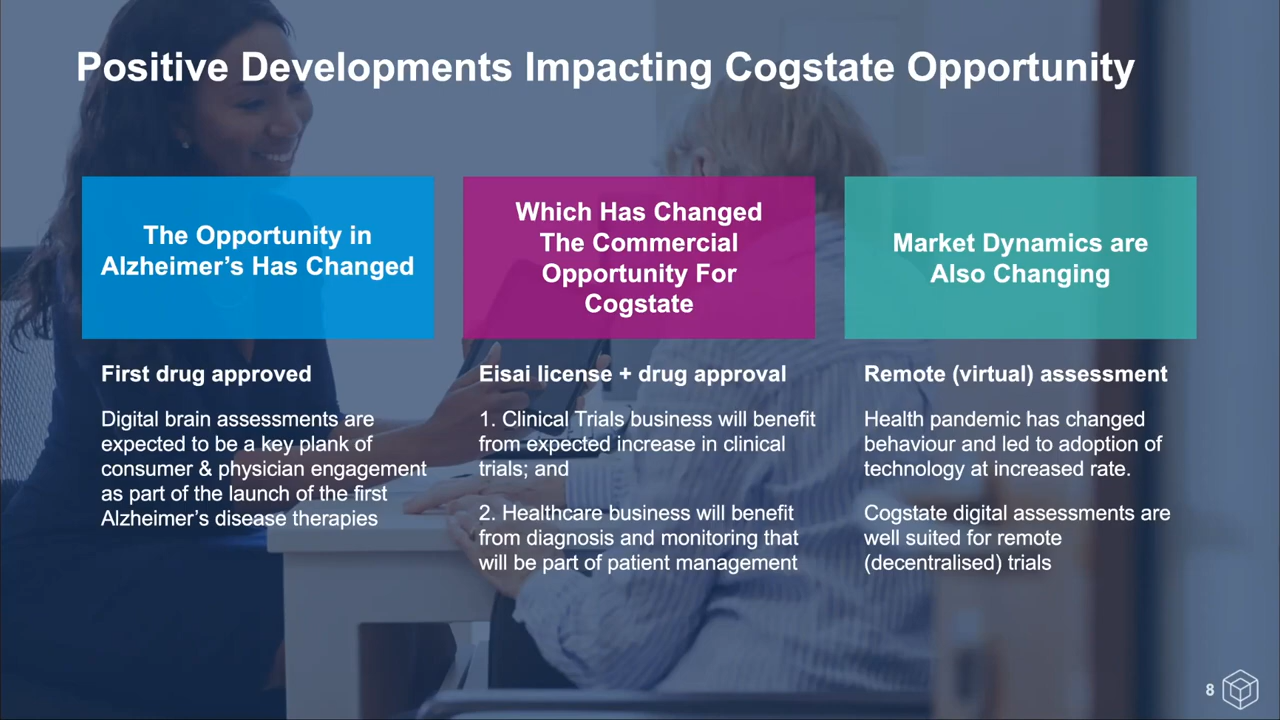 Positive Developments Impacting Cogstate Opportunity
The Opportunity in
Alzheimer’s Has Changed
Which Has Changed
The Commercial
Opportunity For
Cogstate
Market Dynamics are
Also Changing
First drug approved
Digital brain assessments are
expected to be a key plank of
consumer & physician engagement
as part of the launch of the first
Alzheimer’s disease therapies
Eisai license + drug approval
1. Clinical Trials business will benefit
from expected increase in clinical
trials; and
2. Healthcare business will benefit
from diagnosis and monitoring that
will be part of patient management
Remote (virtual) assessment
Health pandemic has changed
behaviour and led to adoption of
technology at increased rate.
Cogstate digital assessments are
well suited for remote
(decentralised) trials
8